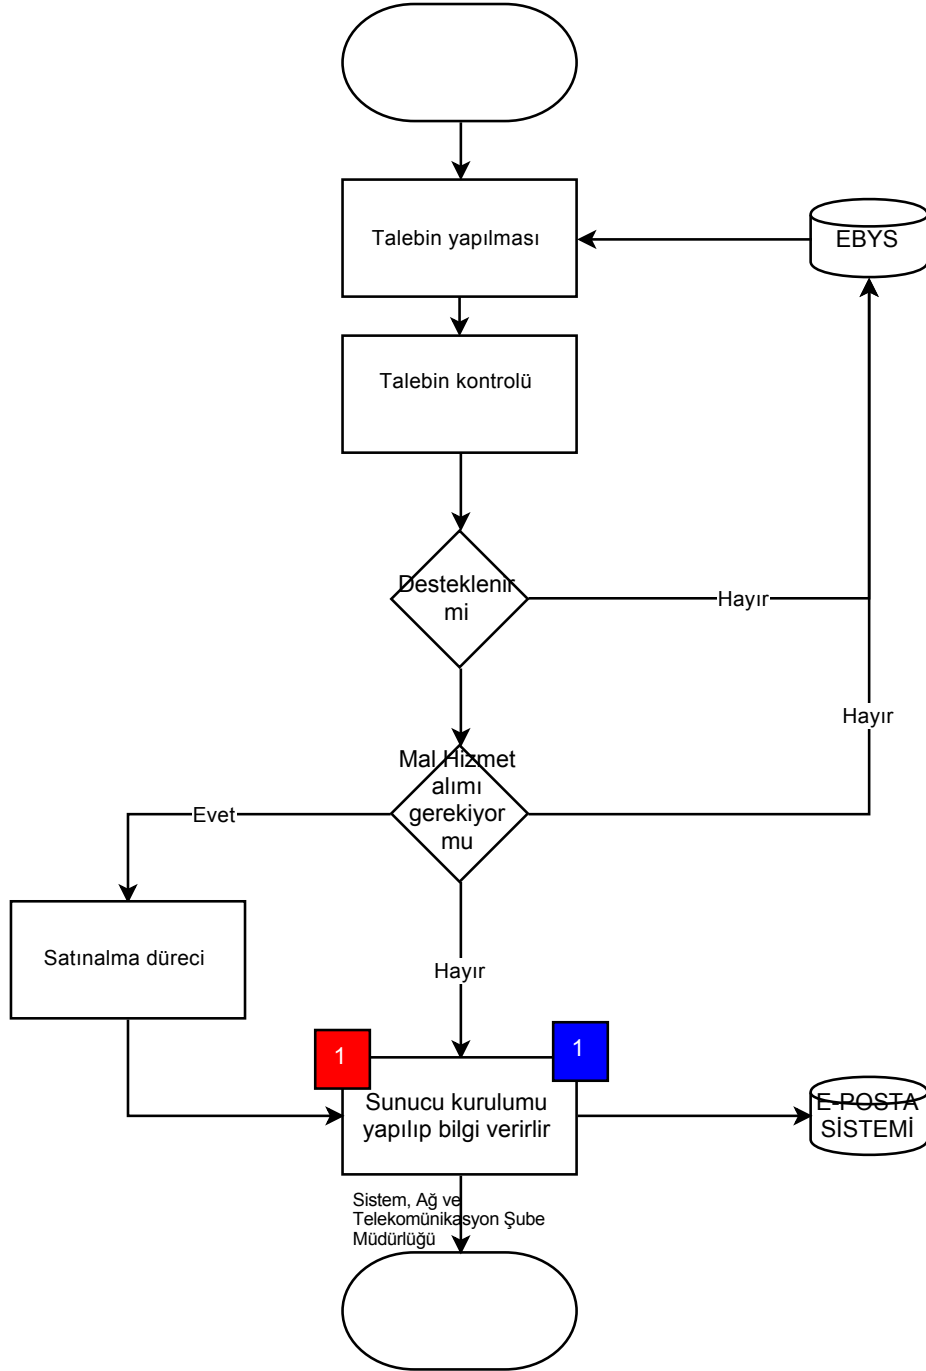 Talebin yapılması
EBYS
Talebin kontrolü
Desteklenir
mi
Hayır
Hayır
Mal Hizmet
alımı
gerekiyor
mu
Evet
Satınalma düreci
Hayır
1
1
Sunucu kurulumu
yapılıp bilgi verirlir
E-POSTA
SİSTEMİ
Sistem, Ağ ve
Telekomünikasyon Şube
Müdürlüğü